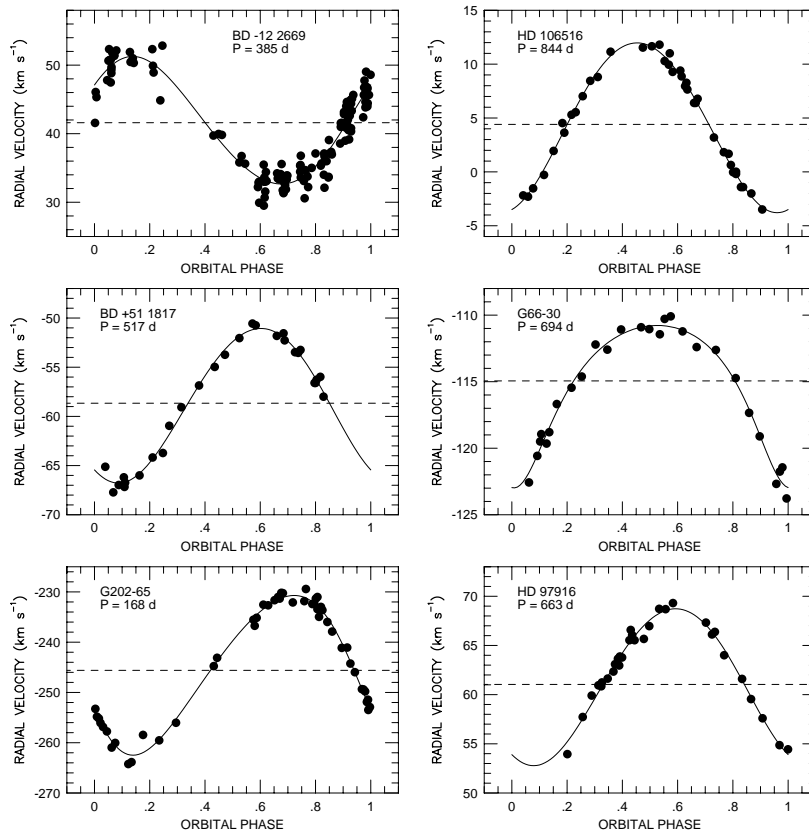 BD -12 2669
P = 385 d
50
40
30
RADIAL VELOCITY (km s⁻¹)
0 .2 .4 .6 .8 1
ORBITAL PHASE
HD 106516
P = 844 d
15
10
5
0
-5
RADIAL VELOCITY (km s⁻¹)
0 .2 .4 .6 .8 1
ORBITAL PHASE
BD +51 1817
P = 517 d
-50
-55
-60
-65
-70
RADIAL VELOCITY (km s⁻¹)
0 .2 .4 .6 .8 1
ORBITAL PHASE
G66-30
P = 694 d
-110
-115
-120
-125
RADIAL VELOCITY (km s⁻¹)
0 .2 .4 .6 .8 1
ORBITAL PHASE
G202-65
P = 168 d
-230
-240
-250
-260
-270
RADIAL VELOCITY (km s⁻¹)
0 .2 .4 .6 .8 1
ORBITAL PHASE
HD 97916
P = 663 d
70
65
60
55
50
RADIAL VELOCITY (km s⁻¹)
0 .2 .4 .6 .8 1
ORBITAL PHASE